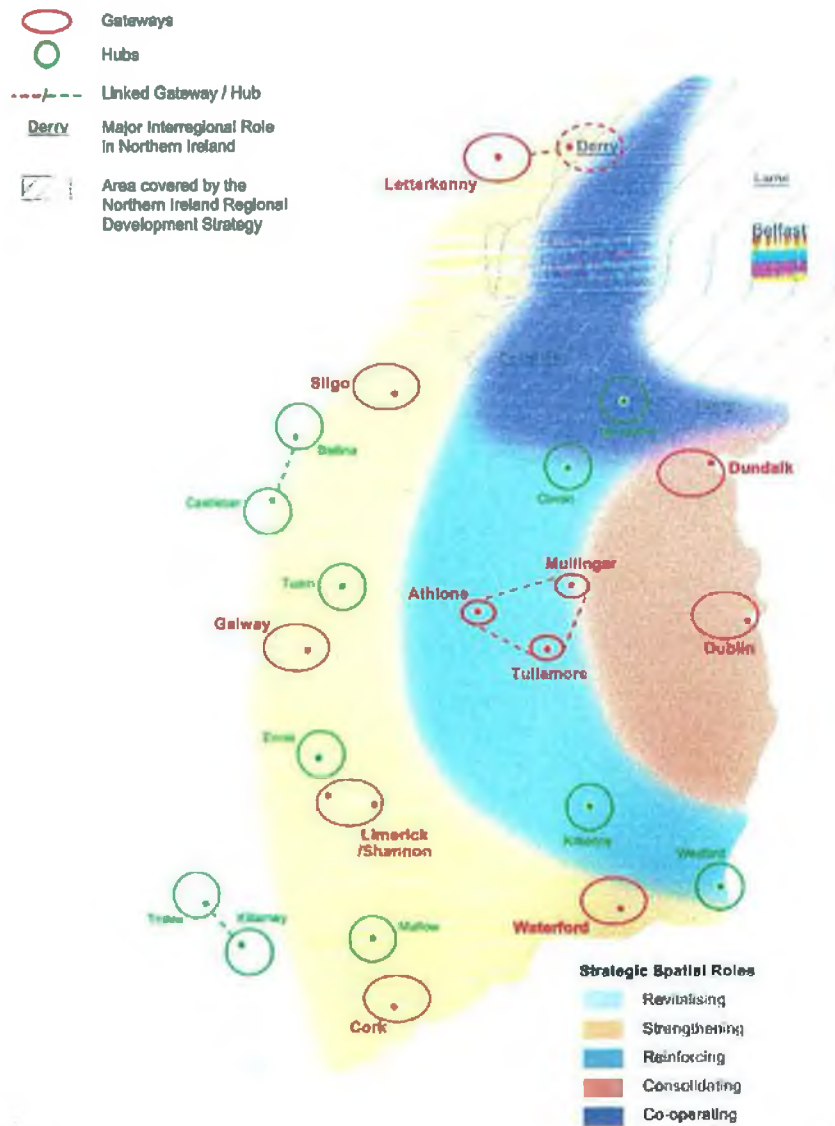 Gateways
Hubs
Linked Gateway / Hub
Derry
Major Interregional Role
in Northern Ireland
Area covered by the
Northern Ireland Regional
Development Strategy
Derry
Letterkenny
Larne
Belfast
Sligo
Ballina
Dundalk
Castlebar
Cavan
Mullingar
Tuam
Athlone
Galway
Dublin
Tullamore
Ennis
Limerick
/Shannon
Kilkenny
Wexford
Tralee
Killarney
Mallow
Waterford
Cork
Strategic Spatial Roles
Revitalising
Strengthening
Reinforcing
Consolidating
Co-operating